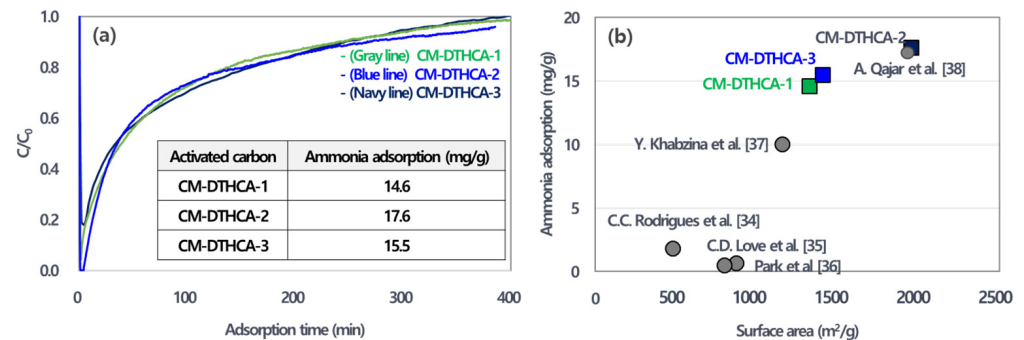 (a)
- (Gray line) CM-DTHCA-1
- (Blue line) CM-DTHCA-2
- (Navy line) CM-DTHCA-3
C/C₀
1.0
0.8
0.6
0.4
0.2
0.0
0 100 200 300 400
Adsorption time (min)
Activated carbon Ammonia adsorption (mg/g)
CM-DTHCA-1 14.6
CM-DTHCA-2 17.6
CM-DTHCA-3 15.5
(b)
Ammonia adsorption (mg/g)
20
15
10
5
0
CM-DTHCA-2
A. Qajar et al. [38]
CM-DTHCA-3
CM-DTHCA-1
Y. Khabzina et al. [37]
C.C. Rodrigues et al. [34]
C.D. Love et al. [35]
Park et al [36]
0 500 1000 1500 2000 2500
Surface area (m²/g)